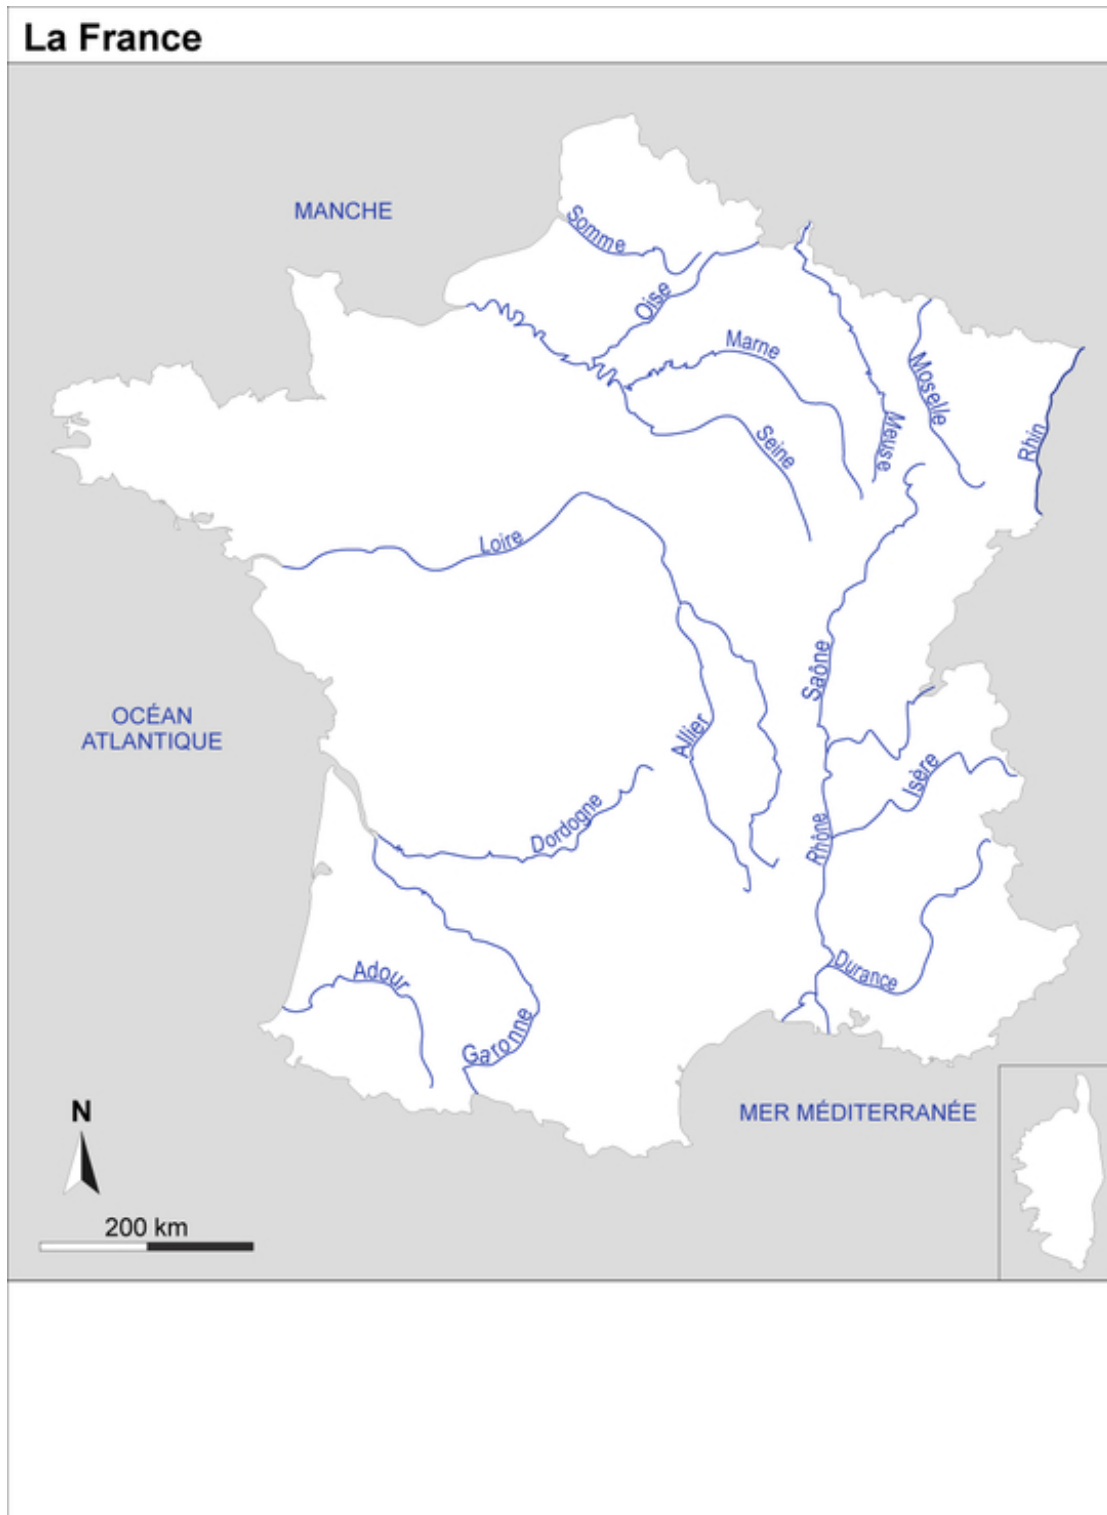 La France
MANCHE
Somme
Oise
Marne
Moselle
Meuse
Rhin
Seine
Loire
Saône
OCÉAN
ATLANTIQUE
Allier
Isère
Dordogne
Rhône
Adour
Durance
Garonne
N
MER MÉDITERRANÉE
200 km